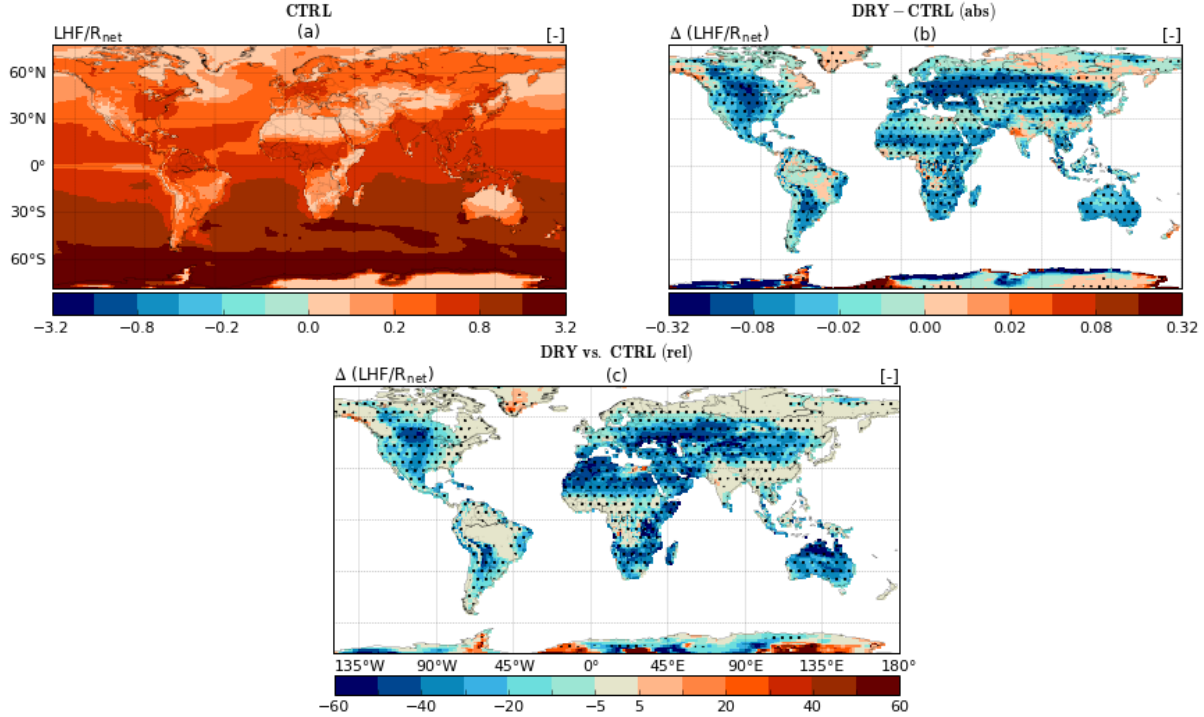 CTRL
LHF/Rnet (a) [-]
60°N
30°N
0°
30°S
60°S
−3.2 −0.8 −0.2 0.0 0.2 0.8 3.2
DRY − CTRL (abs)
Δ (LHF/Rnet) (b) [-]
−0.32 −0.08 −0.02 0.00 0.02 0.08 0.32
DRY vs. CTRL (rel)
Δ (LHF/Rnet) (c) [-]
135°W 90°W 45°W 0° 45°E 90°E 135°E 180°
−60 −40 −20 −5 5 20 40 60